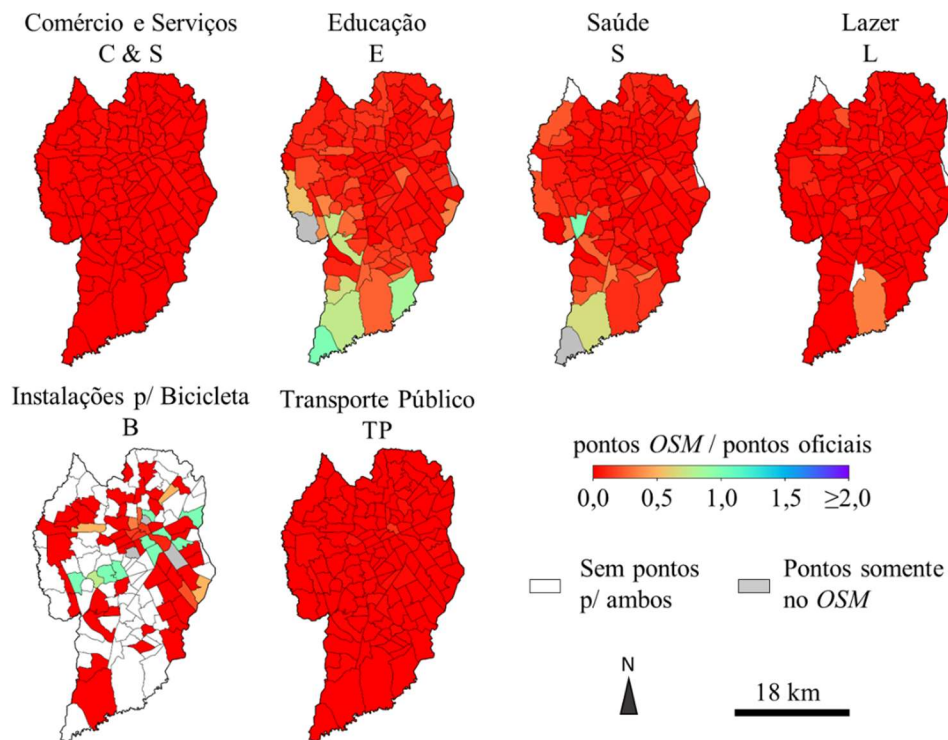 Comércio e Serviços
C & S
Educação
E
Saúde
S
Lazer
L
Instalações p/ Bicicleta
B
Transporte Público
TP
pontos OSM / pontos oficiais
0,0 0,5 1,0 1,5 ≥2,0
Sem pontos
p/ ambos
Pontos somente
no OSM
N
18 km